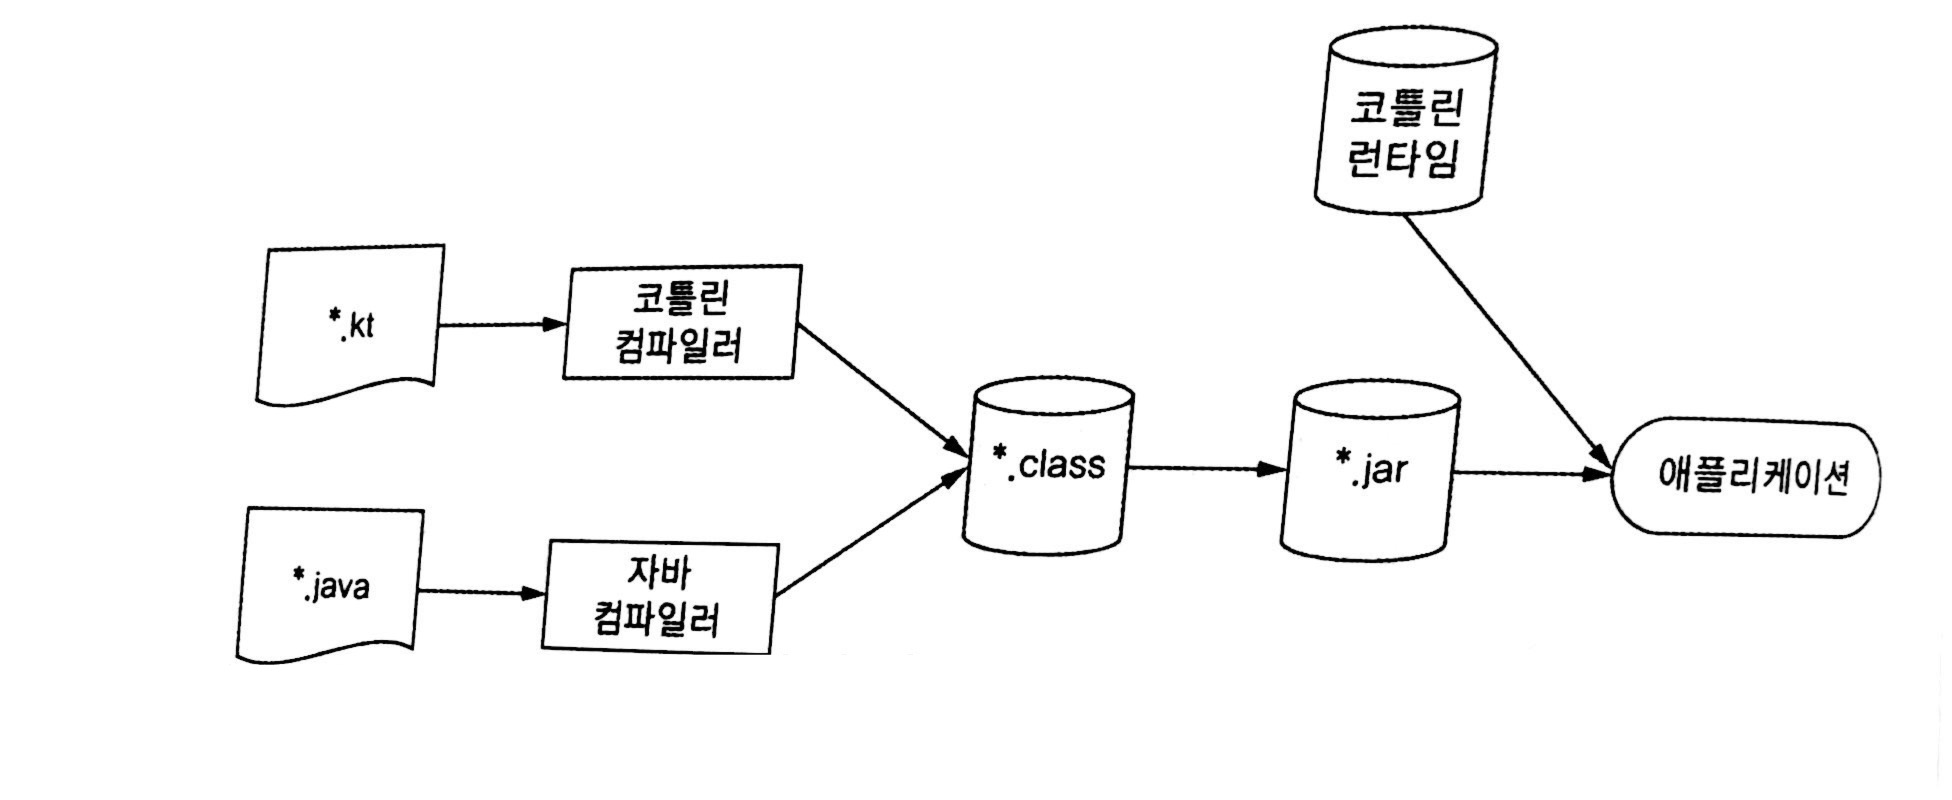 코틀린
런타임
*.kt
코틀린
컴파일러
*.class
*.jar
애플리케이션
*.java
자바
컴파일러